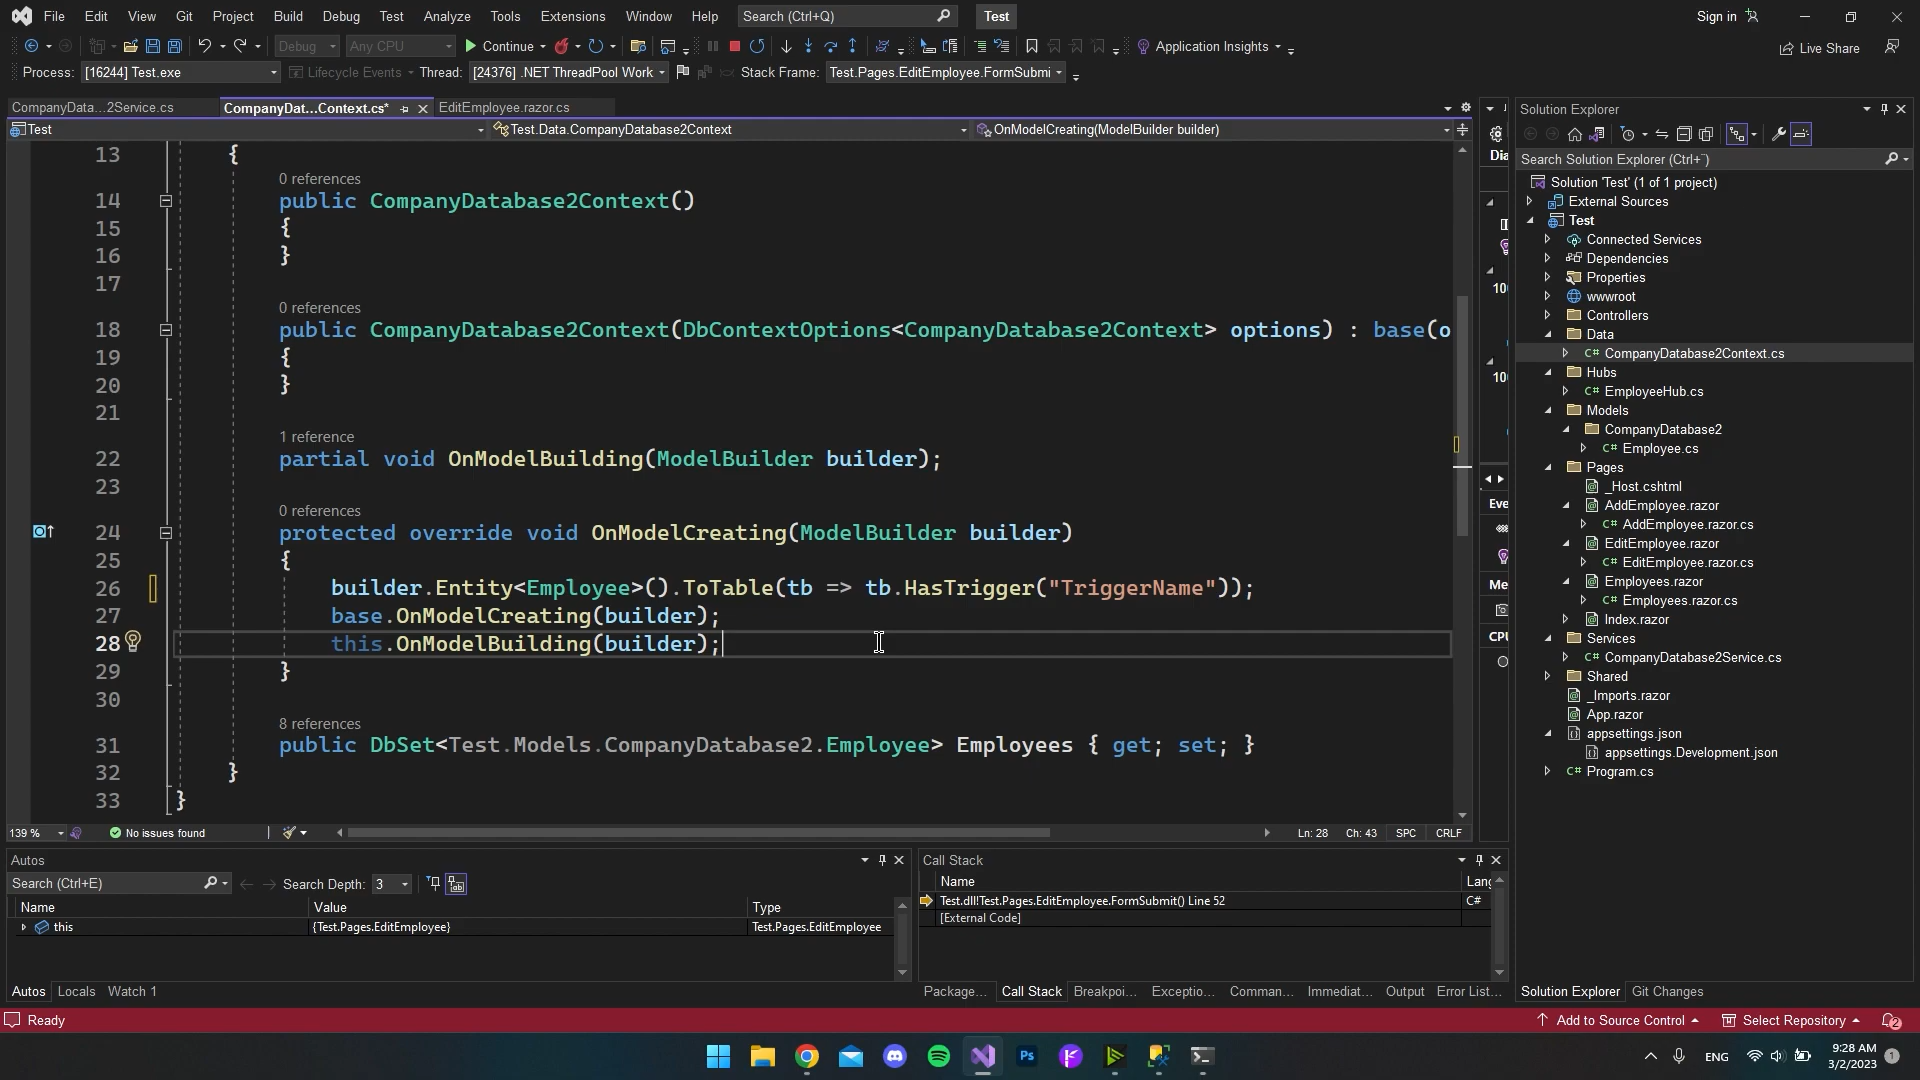 File Edit View Git Project Build Debug Test Analyze Tools Extensions Window Help Search (Ctrl+Q) Test Sign in
Debug Any CPU Continue Application Insights Live Share
Process: [16244] Test.exe Lifecycle Events Thread: [24376] .NET ThreadPool Work Stack Frame: Test.Pages.EditEmployee.FormSubmi
CompanyData...2Service.cs CompanyDat...Context.cs* EditEmployee.razor.cs
Test Test.Data.CompanyDatabase2Context OnModelCreating(ModelBuilder builder)
13 {
0 references
14 public CompanyDatabase2Context()
15 {
16 }
17
0 references
18 public CompanyDatabase2Context(DbContextOptions<CompanyDatabase2Context> options) : base(o
19 {
20 }
21
1 reference
22 partial void OnModelBuilding(ModelBuilder builder);
23
0 references
24 protected override void OnModelCreating(ModelBuilder builder)
25 {
26 builder.Entity<Employee>().ToTable(tb => tb.HasTrigger("TriggerName"));
27 base.OnModelCreating(builder);
28 this.OnModelBuilding(builder);
29 }
30
8 references
31 public DbSet<Test.Models.CompanyDatabase2.Employee> Employees { get; set; }
32 }
33 }
139 % No issues found Ln: 28 Ch: 43 SPC CRLF
Dia
10
10
Eve
Me
CPU
Solution Explorer
Search Solution Explorer (Ctrl+¨)
Solution 'Test' (1 of 1 project)
External Sources
Test
Connected Services
Dependencies
Properties
wwwroot
Controllers
Data
C# CompanyDatabase2Context.cs
Hubs
C# EmployeeHub.cs
Models
CompanyDatabase2
C# Employee.cs
Pages
_Host.cshtml
AddEmployee.razor
C# AddEmployee.razor.cs
EditEmployee.razor
C# EditEmployee.razor.cs
Employees.razor
C# Employees.razor.cs
Index.razor
Services
C# CompanyDatabase2Service.cs
Shared
_Imports.razor
App.razor
appsettings.json
appsettings.Development.json
C# Program.cs
Autos
Search (Ctrl+E) Search Depth: 3
Name Value Type
this {Test.Pages.EditEmployee} Test.Pages.EditEmployee
Autos Locals Watch 1
Call Stack
Name Lang
Test.dll!Test.Pages.EditEmployee.FormSubmit() Line 52 C#
[External Code]
Package... Call Stack Breakpoi... Exceptio... Comman... Immediat... Output Error List...
Solution Explorer Git Changes
Ready Add to Source Control Select Repository 2
Ps ENG 9:28 AM 1
3/2/2023